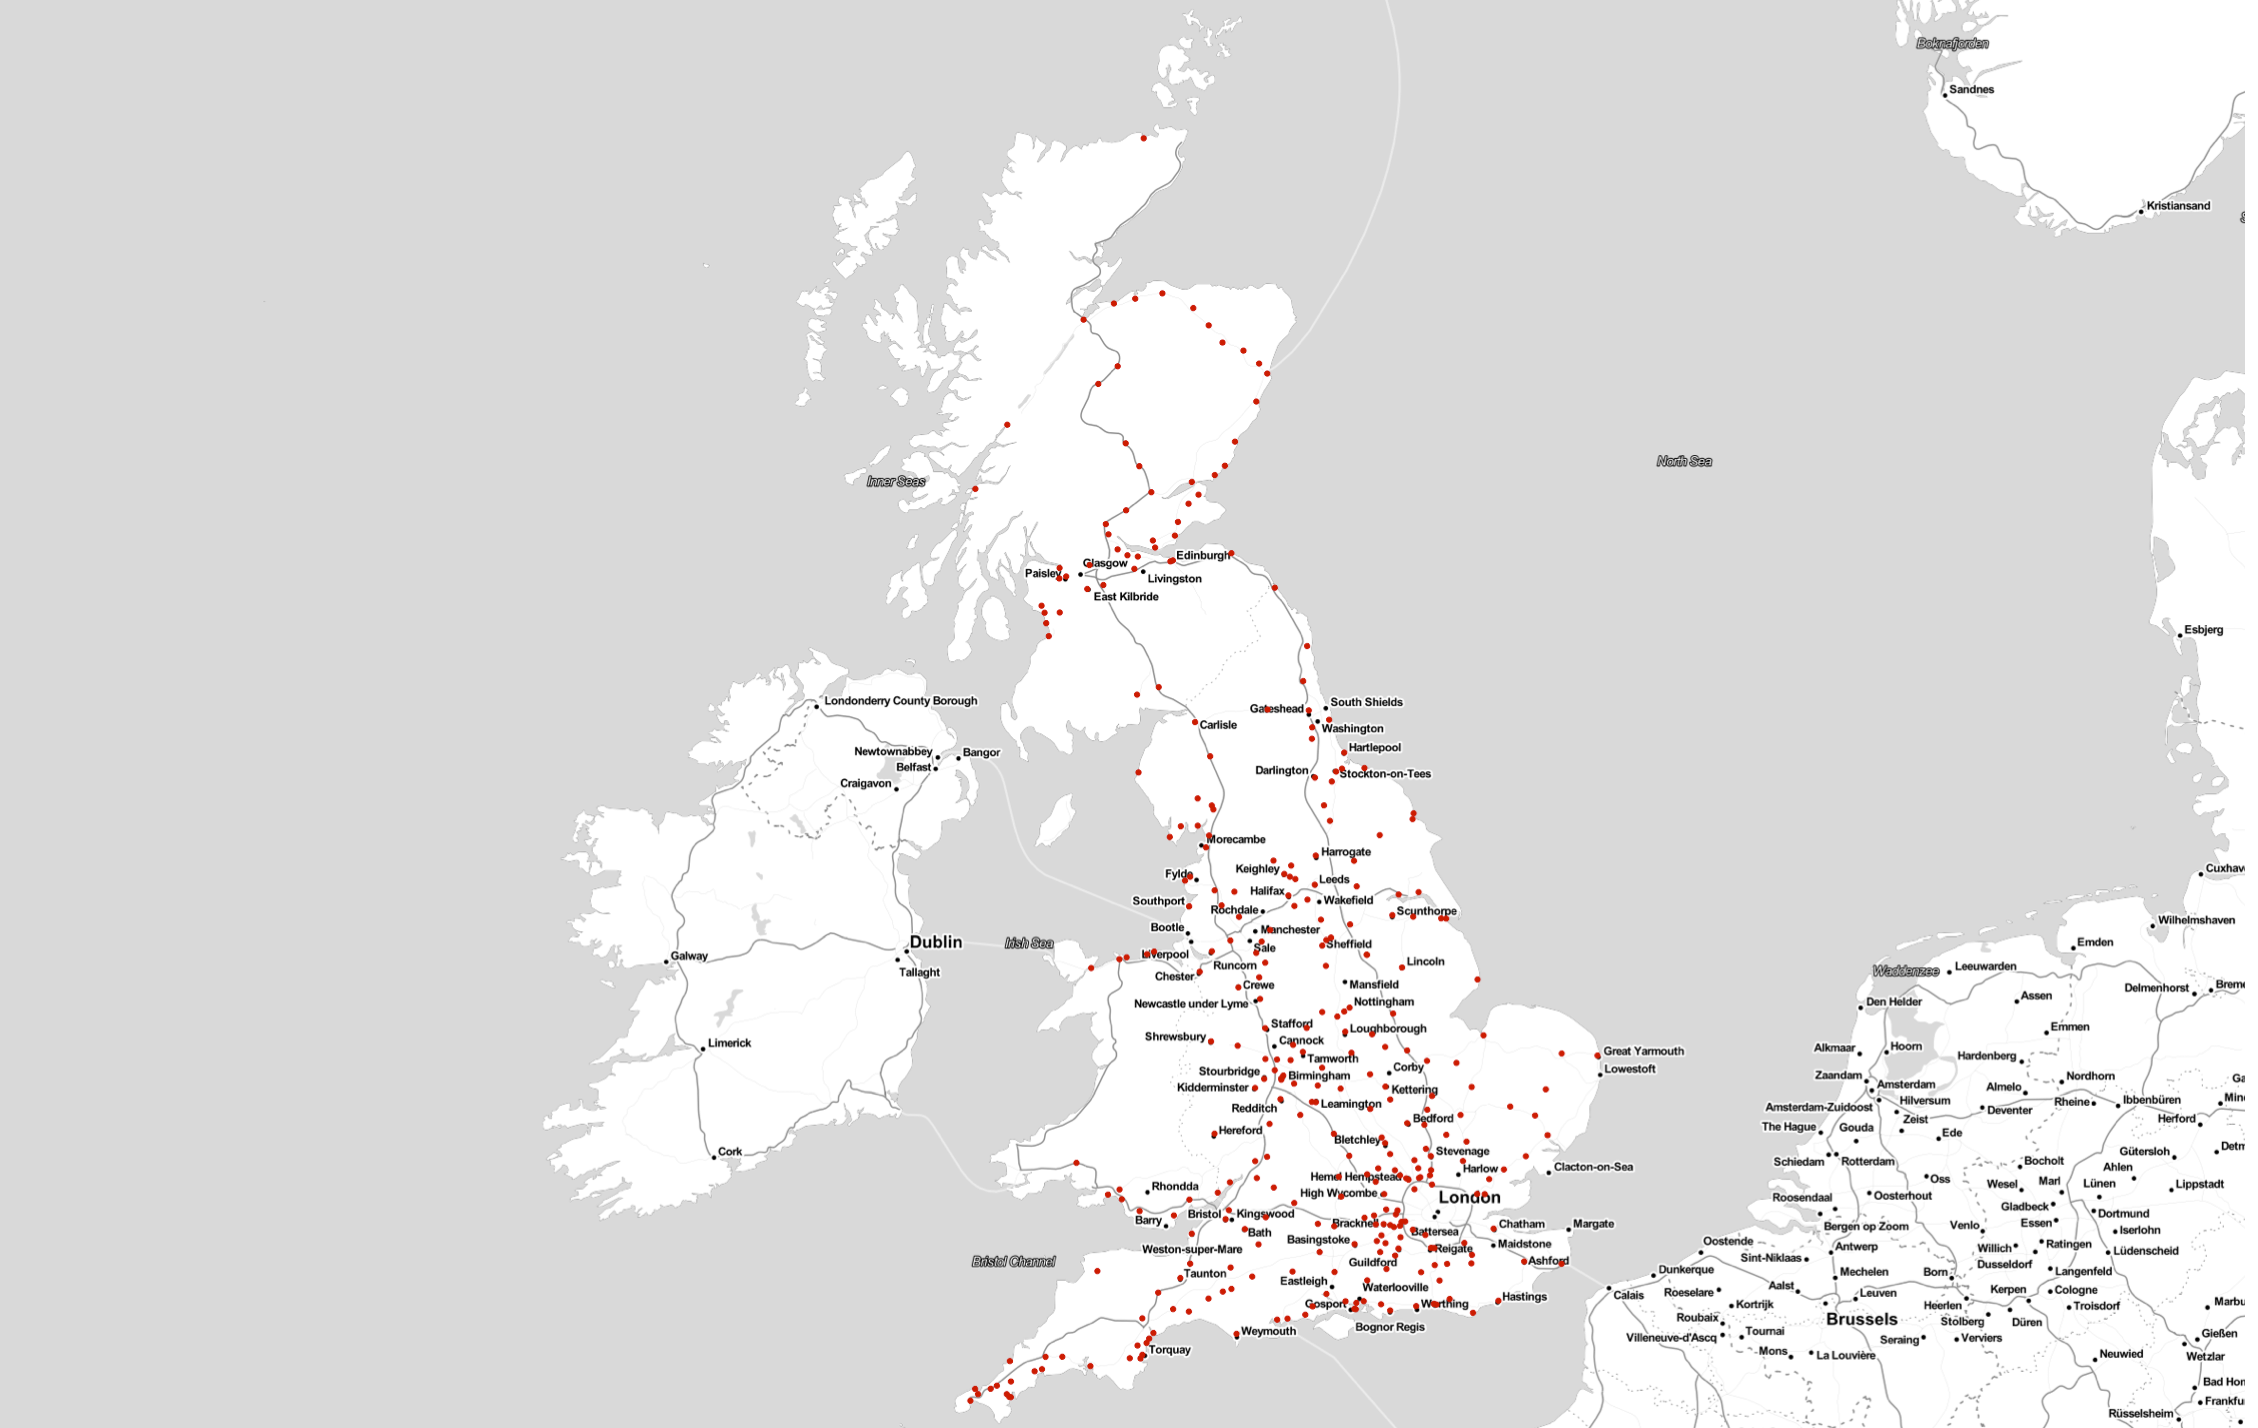 Boknafjorden
Sandnes
Kristiansand
North Sea
Inner Seas
Edinburgh
Glasgow
Paisley
Livingston
East Kilbride
Esbjerg
Londonderry County Borough
Gateshead
South Shields
Carlisle
Washington
Newtownabbey
Bangor
Belfast
Hartlepool
Darlington
Stockton-on-Tees
Craigavon
Morecambe
Harrogate
Keighley
Fylde
Leeds
Cuxhav
Halifax
Southport
Wakefield
Rochdale
Scunthorpe
Wilhelmshaven
Bootle
Manchester
Dublin
Irish Sea
Sale
Sheffield
Emden
Galway
Liverpool
Runcorn
Lincoln
Leeuwarden
Waddenzee
Tallaght
Chester
Crewe
Mansfield
Delmenhorst
Breme
Newcastle under Lyme
Nottingham
Den Helder
Assen
Stafford
Loughborough
Emmen
Shrewsbury
Limerick
Cannock
Great Yarmouth
Alkmaar
Hoorn
Tamworth
Hardenberg
Stourbridge
Birmingham
Corby
Lowestoft
Zaandam
Nordhorn
Kidderminster
Kettering
Amsterdam
Almelo
Redditch
Leamington
Amsterdam-Zuidoost
Hilversum
Deventer
Rheine
Ibbenbüren
Bedford
Zeist
Herford
Hereford
The Hague
Gouda
Ede
Bletchley
Cork
Stevenage
Gütersloh
Schiedam
Rotterdam
Bocholt
Harlow
Clacton-on-Sea
Ahlen
Hemel Hempstead
Oss
Wesel
Marl
Lünen
Lippstadt
Rhondda
High Wycombe
London
Roosendaal
Oosterhout
Gladbeck
Dortmund
Bristol
Kingswood
Barry
Bracknell
Battersea
Chatham
Margate
Bergen op Zoom
Venlo
Essen
Iserlohn
Bath
Basingstoke
Maidstone
Oostende
Antwerp
Willich
Ratingen
Weston-super-Mare
Reigate
Sint-Niklaas
Lüdenscheid
Bristol Channel
Guildford
Ashford
Dusseldorf
Taunton
Dunkerque
Mechelen
Born
Langenfeld
Eastleigh
Waterlooville
Calais
Roeselare
Aalst
Leuven
Kerpen
Cologne
Gosport
Worthing
Hastings
Kortrijk
Heerlen
Troisdorf
Marbu
Roubaix
Stolberg
Düren
Weymouth
Bognor Regis
Tournai
Brussels
Villeneuve-d'Ascq
Seraing
Verviers
Gießen
Torquay
Mons
La Louvière
Neuwied
Wetzlar
Bad Hon
Frankfu
Rüsselsheim